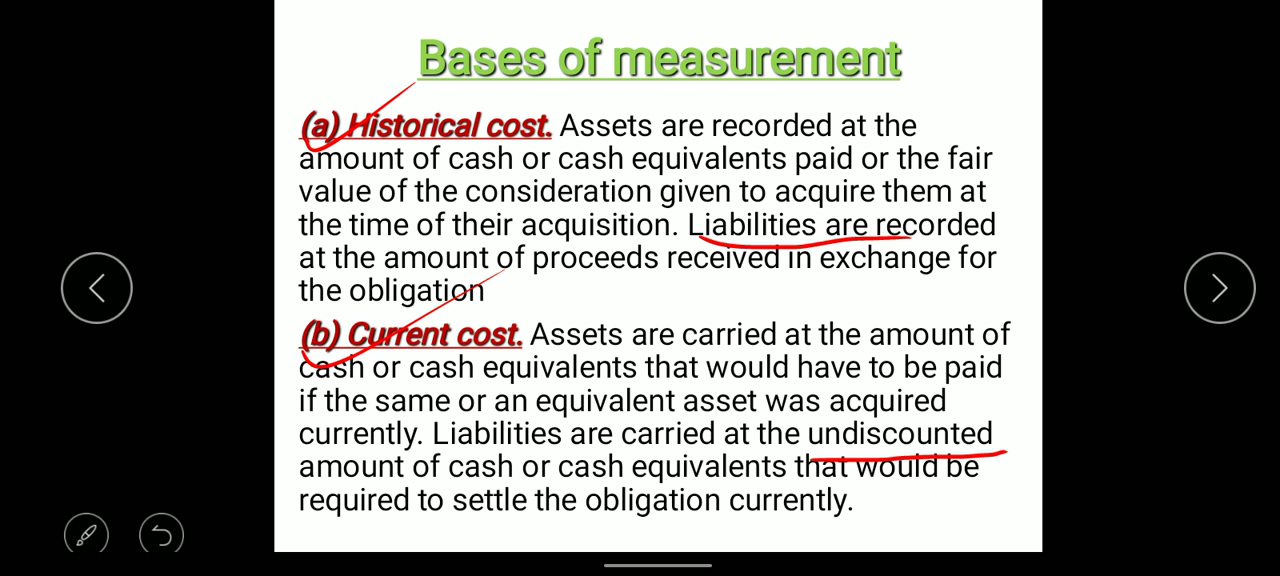 Bases of measurement
(a) Historical cost. Assets are recorded at the
amount of cash or cash equivalents paid or the fair
value of the consideration given to acquire them at
the time of their acquisition. Liabilities are recorded
at the amount of proceeds received in exchange for
the obligation
(b) Current cost. Assets are carried at the amount of
cash or cash equivalents that would have to be paid
if the same or an equivalent asset was acquired
currently. Liabilities are carried at the undiscounted
amount of cash or cash equivalents that would be
required to settle the obligation currently.